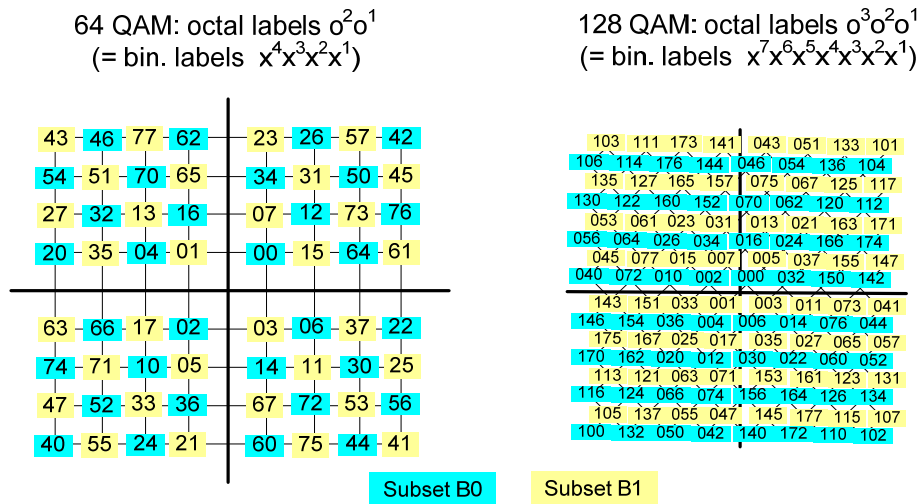 64 QAM: octal labels o²o¹
(= bin. labels x⁴x³x²x¹)
43 46 77 62 23 26 57 42
54 51 70 65 34 31 50 45
27 32 13 16 07 12 73 76
20 35 04 01 00 15 64 61
63 66 17 02 03 06 37 22
74 71 10 05 14 11 30 25
47 52 33 36 67 72 53 56
40 55 24 21 60 75 44 41
128 QAM: octal labels o³o²o¹
(= bin. labels x⁷x⁶x⁵x⁴x³x²x¹)
103 111 173 141 043 051 133 101
106 114 176 144 046 054 136 104
135 127 165 157 075 067 125 117
130 122 160 152 070 062 120 112
053 061 023 031 013 021 163 171
056 064 026 034 016 024 166 174
045 077 015 007 005 037 155 147
040 072 010 002 000 032 150 142
143 151 033 001 003 011 073 041
146 154 036 004 006 014 076 044
175 167 025 017 035 027 065 057
170 162 020 012 030 022 060 052
113 121 063 071 153 161 123 131
116 124 066 074 156 164 126 134
105 137 055 047 145 177 115 107
100 132 050 042 140 172 110 102
Subset B0
Subset B1